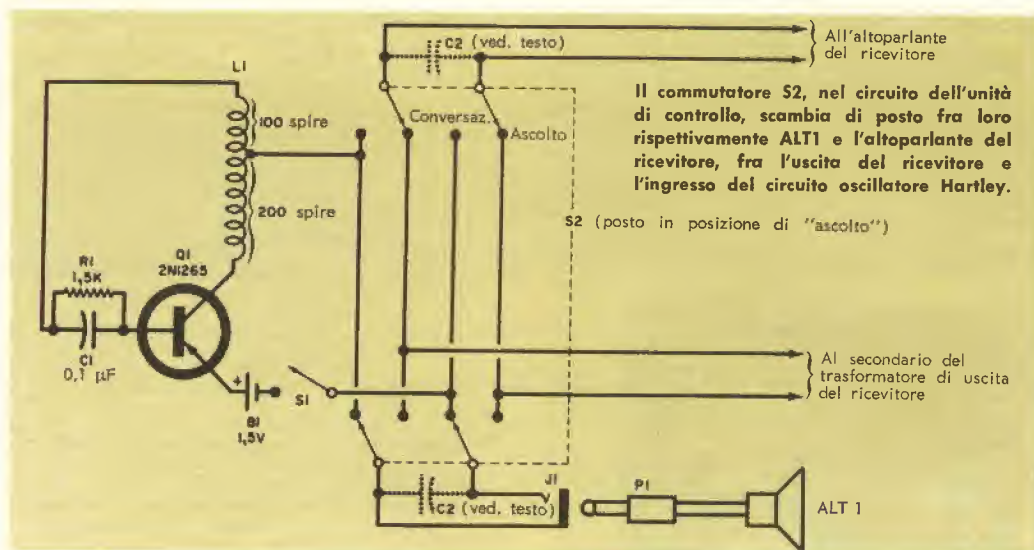 C2 (ved. testo)
All'altoparlante
del ricevitore
L1
100 spire
200 spire
Conversaz.
Ascolto
Il commutatore S2, nel circuito dell'unità
di controllo, scambia di posto fra loro
rispettivamente ALT1 e l'altoparlante del
ricevitore, fra l'uscita del ricevitore e
l'ingresso del circuito oscillatore Hartley.
S2 (posto in posizione di "ascolto")
Q1
2N1265
R1
1,5K
C1
0,1 µF
+
B1
1,5V
S1
Al secondario del
trasformatore di uscita
del ricevitore
C2 (ved. testo)
J1
P1
ALT 1